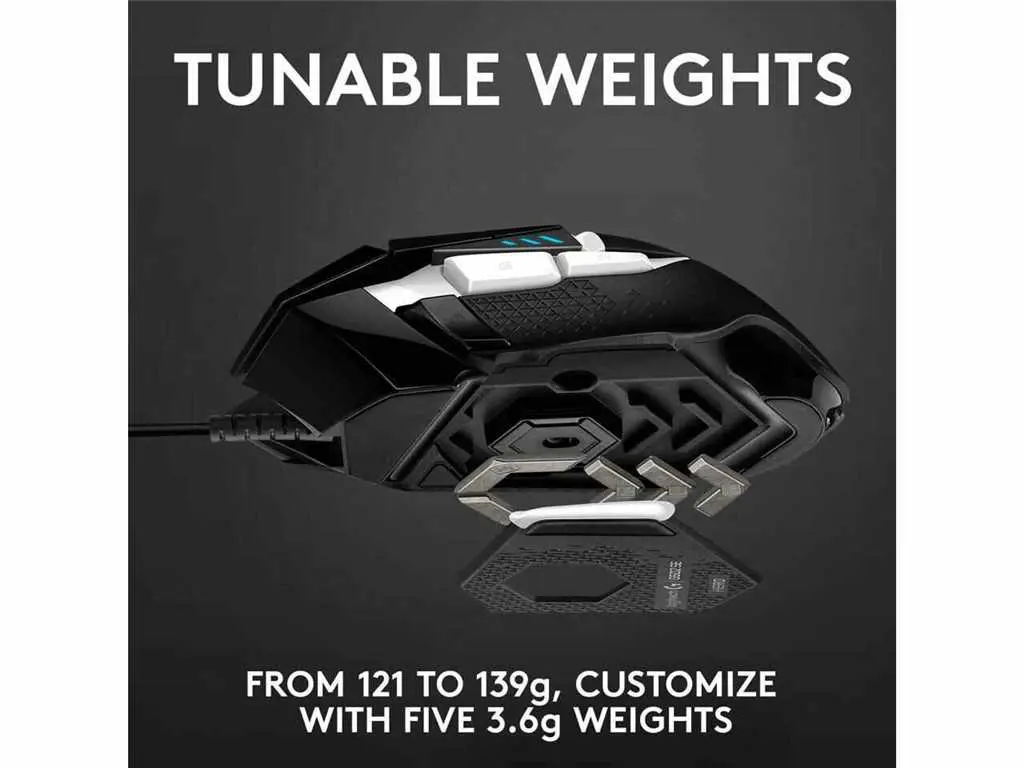 TUNABLE WEIGHTS
FROM 121 TO 139g, CUSTOMIZE
WITH FIVE 3.6g WEIGHTS